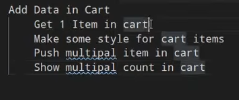 Add Data in Cart
Get 1 Item in cart
Make some style for cart items
Push multipal item in cart
Show multipal count in cart